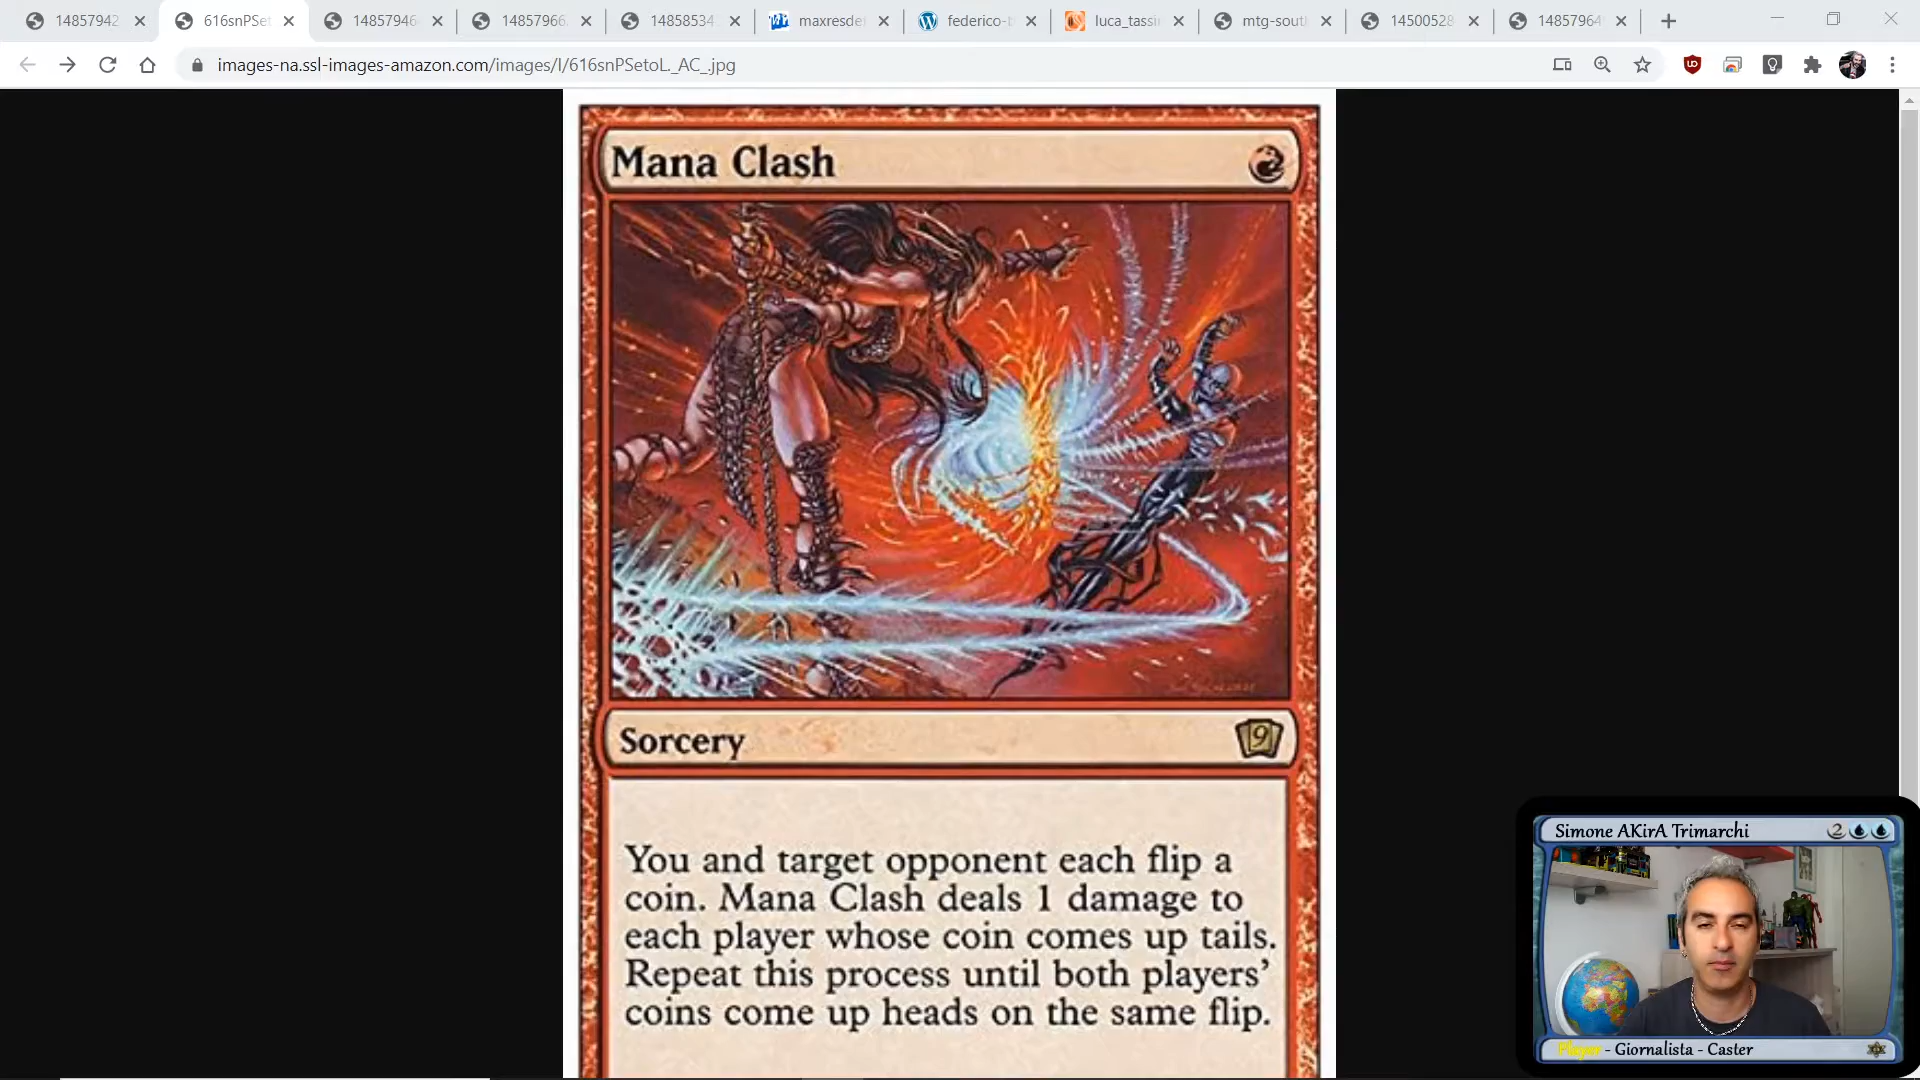 14857942
616snPSet
14857946
14857966
14858534
maxresde
federico-b
luca_tassi
mtg-sout
14500528
14857964
images-na.ssl-images-amazon.com/images/I/616snPSetoL._AC_.jpg
Mana Clash
Sorcery
9
You and target opponent each flip a
coin. Mana Clash deals 1 damage to
each player whose coin comes up tails.
Repeat this process until both players’
coins come up heads on the same flip.
Simone AKirA Trimarchi
2
Player - Giornalista - Caster